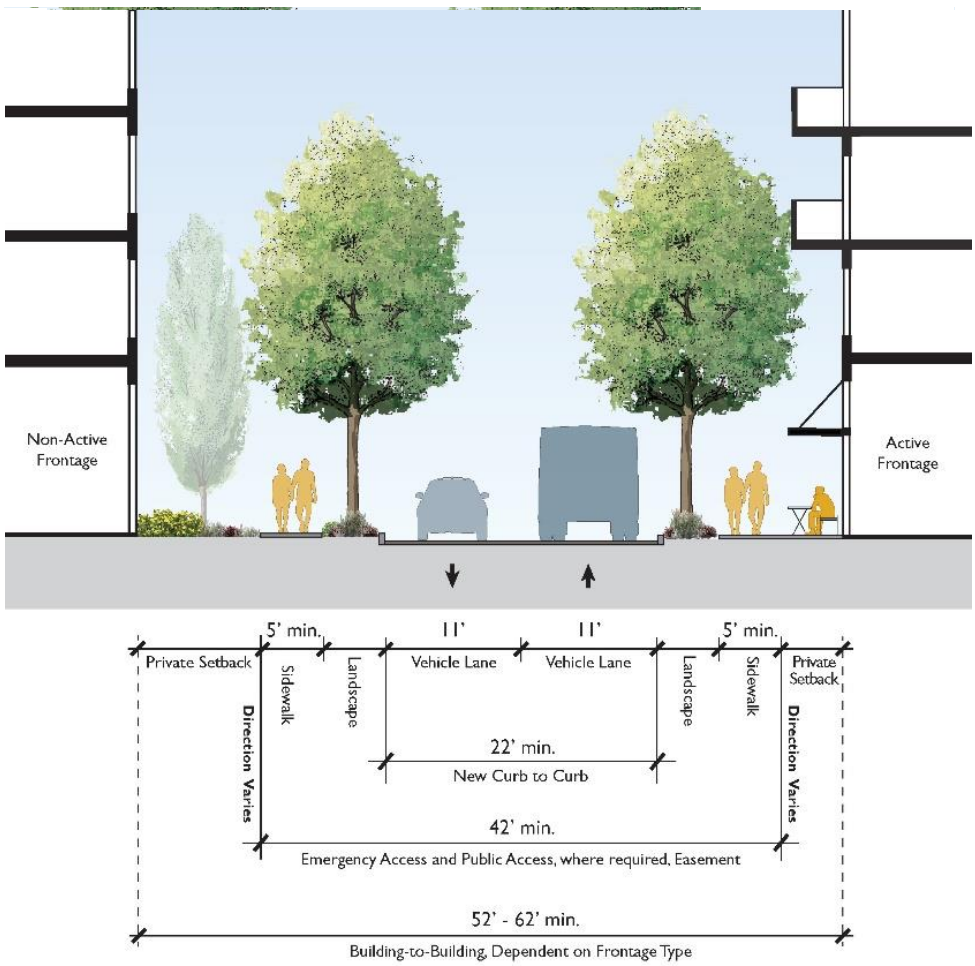 Non-Active
Frontage
Active
Frontage
5' min.
11'
11'
5' min.
Private Setback
Sidewalk
Landscape
Vehicle Lane
Vehicle Lane
Landscape
Sidewalk
Private
Setback
Direction Varies
Direction Varies
22' min.
New Curb to Curb
42' min.
Emergency Access and Public Access, where required, Easement
52' - 62' min.
Building-to-Building, Dependent on Frontage Type